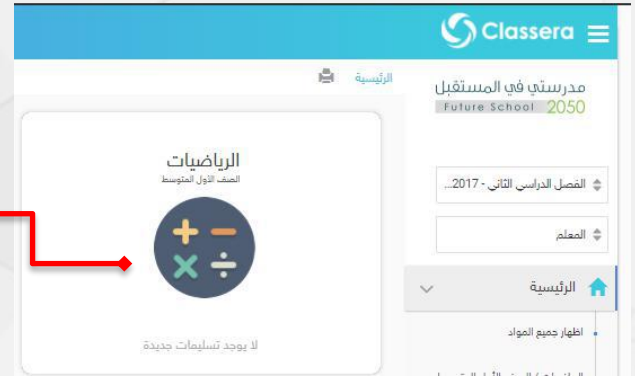 Classera
مدرستي في المستقبل
Future School 2050
الفصل الدراسي الثاني - 2017...
المعلم
الرئيسية
اظهار جميع المواد
الرئيسية
الرياضيات
الصف الأول المتوسط
لا يوجد تسليمات جديدة